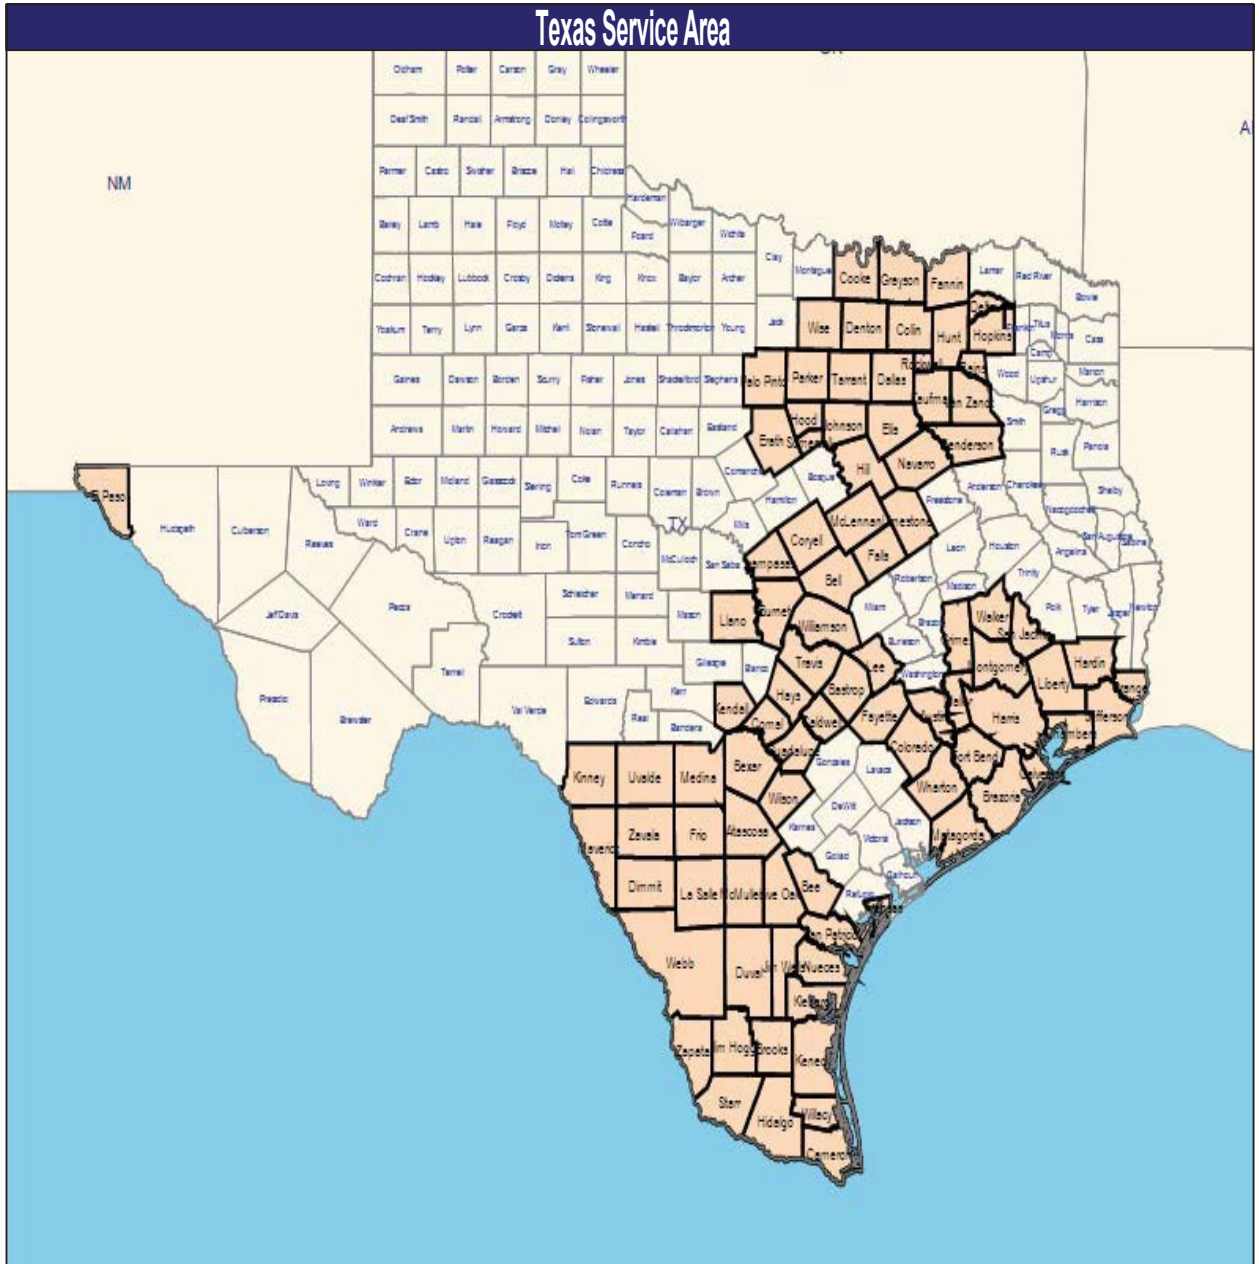 Texas Service Area
NM
TX
Oldham Potter Carson Gray Wheeler
Deaf Smith Randall Armstrong Donley
Parmer Castro Swisher Briscoe Hall Childress
Hardeman
Bailey Lamb Hale Floyd Motley Cottle Foard Wilbarger Wichita
Clay Montague Cooke Grayson Fannin Lamar Red River Bowie
Cochran Hockley Lubbock Crosby Dickens King Knox Baylor Archer
Yoakum Terry Lynn Garza Kent Stonewall Haskel Throckmorton Young Jack
Wise Denton Colin Hunt Hopkins Titus Cass
Camp Marion
Gaines Dawson Borden Scurry Fisher Jones Shackelford Stephens
Parker Tarrant Dallas Wood Upshur Harrison
Andrews Martin Howard Mitchell Nolan Taylor Callahan Eastland
Erath Hood Johnson Ellis Smith Gregg Rusk Panola
Hill Navarro
El Paso Hudspeth Culberson Reeves
Loving Winkler Ector Midland Glasscock Sterling Coke Runnels Coleman Brown
Hamilton Bosque Freestone Anderson Cherokee Shelby
Ward Crane Upton Reagan Irion Tom Green Concho McCulloch San Saba Mills
Coryell McLennan Falls Leon Houston Angelina
Jeff Davis Pecos Crockett Schleicher Menard Mason
Bell Robertson Madison Trinity Polk Tyler
Llano Burnet Williamson Milam Walker
Presidio Brewster Terrell Sutton Kimble
Gillespie Blanco Travis Lee Burleson Washington Liberty Hardin
Val Verde Edwards Real Kerr Bandera
Kendall Comal Hays Bastrop Fayette Harris
Colorado Fort Bend
Kinney Uvalde Medina Bexar Gonzales Lavaca
Wilson Wharton Brazoria
DeWitt
Zavala Frio Atascosa Karnes Victoria Jackson Matagorda
Goliad
Dimmit La Salle Bee Refugio Calhoun
Webb Duval Nueces
Zapata Brooks
Starr Hidalgo Willacy
Cameron